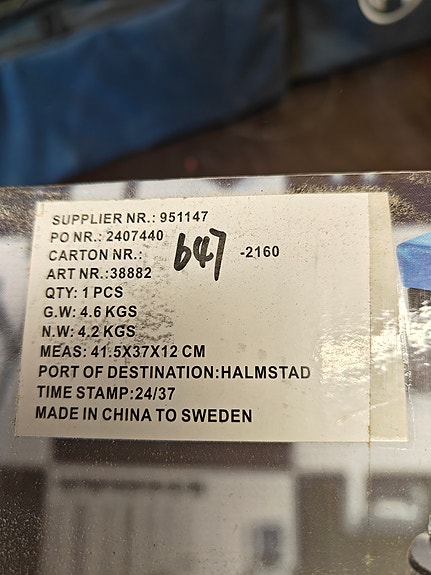 SUPPLIER NR.: 951147
PO NR.: 2407440
CARTON NR.: 647 -2160
ART NR.:38882
QTY: 1 PCS
G.W: 4.6 KGS
N.W: 4.2 KGS
MEAS: 41.5X37X12 CM
PORT OF DESTINATION:HALMSTAD
TIME STAMP:24/37
MADE IN CHINA TO SWEDEN